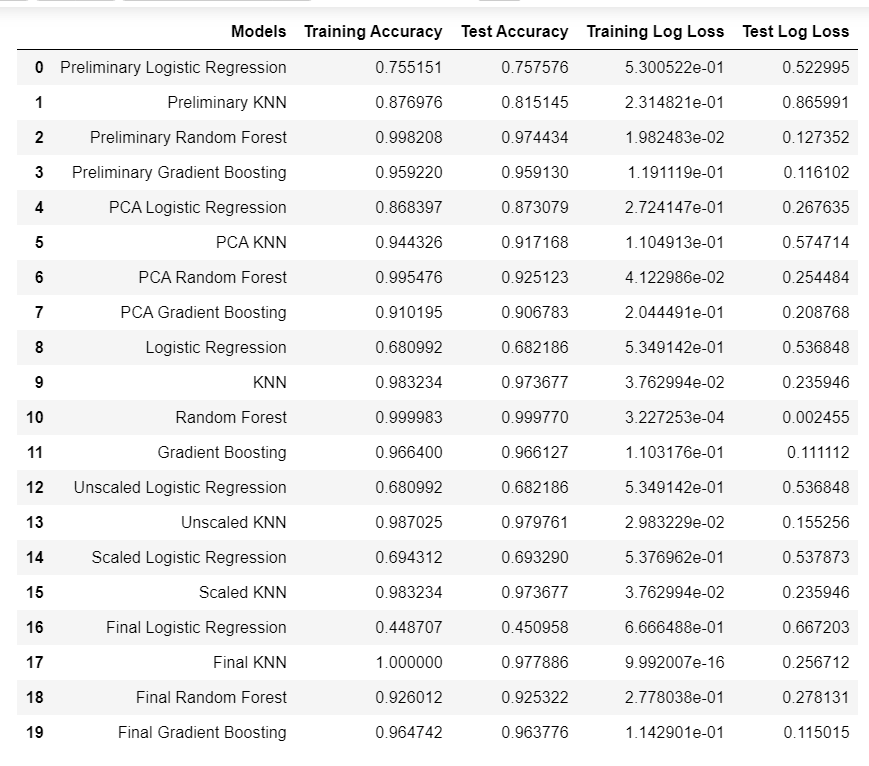 Models Training Accuracy Test Accuracy Training Log Loss Test Log Loss
0 Preliminary Logistic Regression 0.755151 0.757576 5.300522e-01 0.522995
1 Preliminary KNN 0.876976 0.815145 2.314821e-01 0.865991
2 Preliminary Random Forest 0.998208 0.974434 1.982483e-02 0.127352
3 Preliminary Gradient Boosting 0.959220 0.959130 1.191119e-01 0.116102
4 PCA Logistic Regression 0.868397 0.873079 2.724147e-01 0.267635
5 PCA KNN 0.944326 0.917168 1.104913e-01 0.574714
6 PCA Random Forest 0.995476 0.925123 4.122986e-02 0.254484
7 PCA Gradient Boosting 0.910195 0.906783 2.044491e-01 0.208768
8 Logistic Regression 0.680992 0.682186 5.349142e-01 0.536848
9 KNN 0.983234 0.973677 3.762994e-02 0.235946
10 Random Forest 0.999983 0.999770 3.227253e-04 0.002455
11 Gradient Boosting 0.966400 0.966127 1.103176e-01 0.111112
12 Unscaled Logistic Regression 0.680992 0.682186 5.349142e-01 0.536848
13 Unscaled KNN 0.987025 0.979761 2.983229e-02 0.155256
14 Scaled Logistic Regression 0.694312 0.693290 5.376962e-01 0.537873
15 Scaled KNN 0.983234 0.973677 3.762994e-02 0.235946
16 Final Logistic Regression 0.448707 0.450958 6.666488e-01 0.667203
17 Final KNN 1.000000 0.977886 9.992007e-16 0.256712
18 Final Random Forest 0.926012 0.925322 2.778038e-01 0.278131
19 Final Gradient Boosting 0.964742 0.963776 1.142901e-01 0.115015